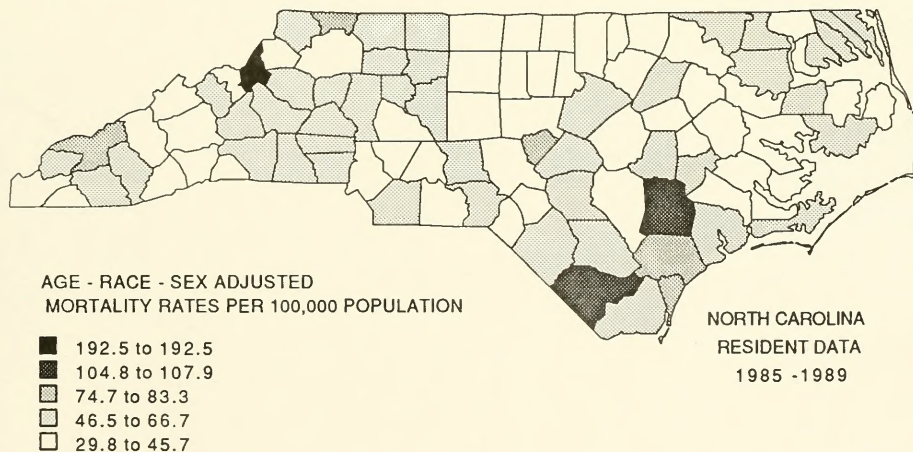 AGE - RACE - SEX ADJUSTED
MORTALITY RATES PER 100,000 POPULATION
192.5 to 192.5
104.8 to 107.9
74.7 to 83.3
46.5 to 66.7
29.8 to 45.7
NORTH CAROLINA
RESIDENT DATA
1985 -1989